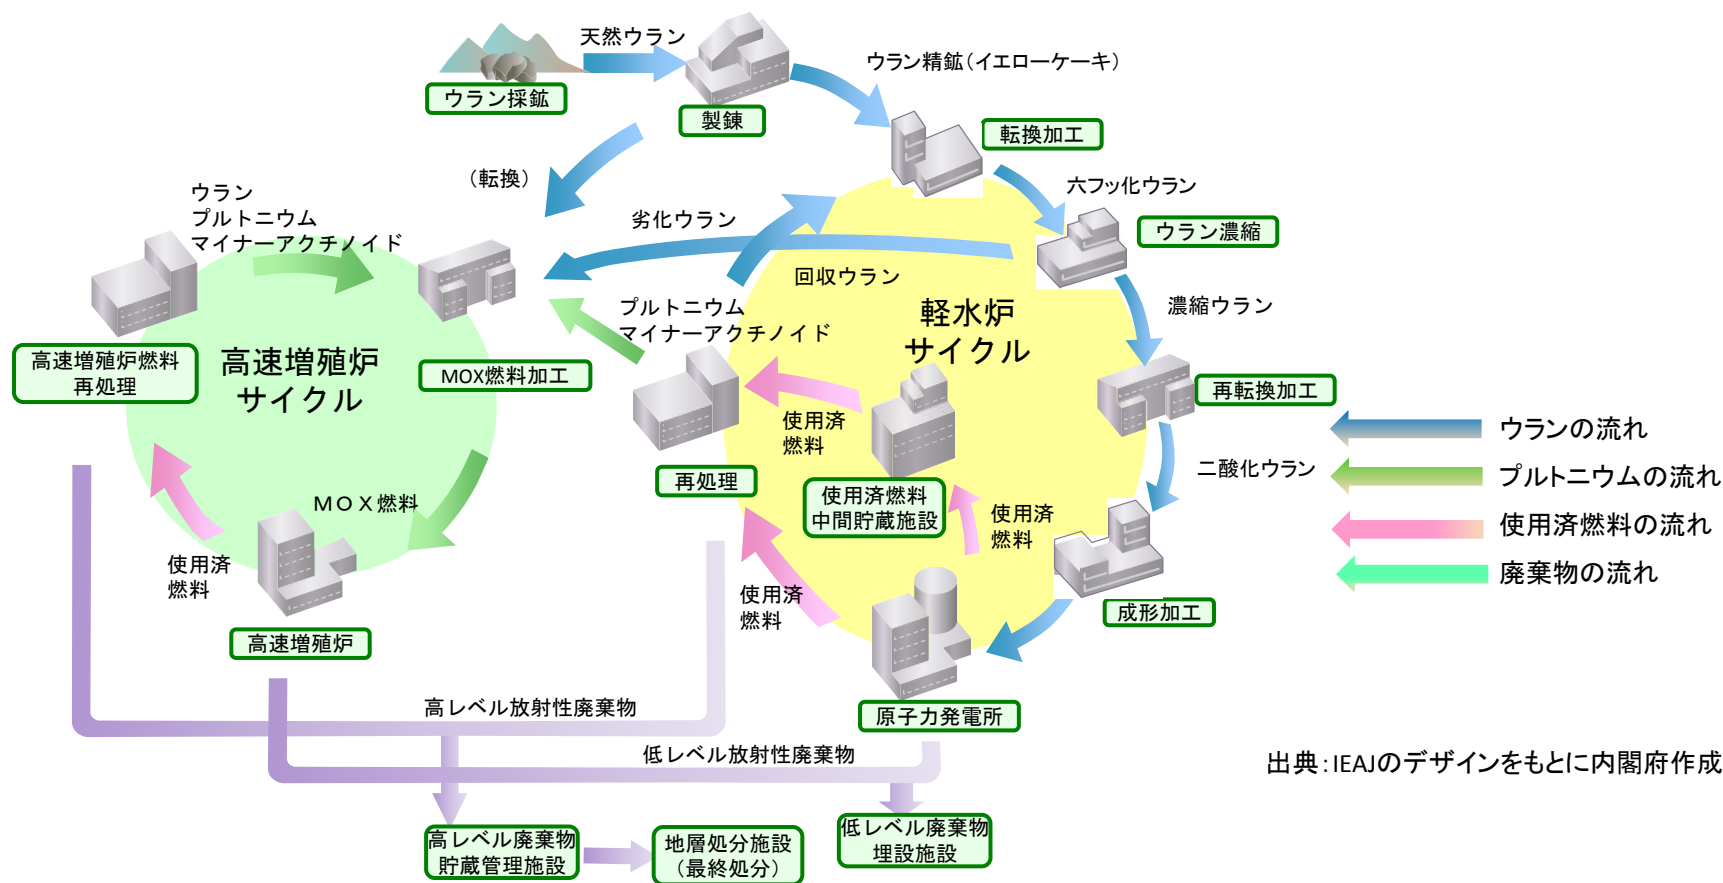 天然ウラン
ウラン採鉱
製錬
ウラン精鉱(イエローケーキ)
転換加工
(転換)
六フッ化ウラン
ウラン
プルトニウム
マイナーアクチノイド
劣化ウラン
ウラン濃縮
回収ウラン
濃縮ウラン
プルトニウム
マイナーアクチノイド
軽水炉
サイクル
高速増殖炉燃料
再処理
高速増殖炉
サイクル
MOX燃料加工
再転換加工
使用済
燃料
ウランの流れ
二酸化ウラン
再処理
使用済燃料
中間貯蔵施設
プルトニウムの流れ
MOX燃料
使用済
燃料
使用済燃料の流れ
使用済
燃料
使用済
燃料
廃棄物の流れ
成形加工
高速増殖炉
高レベル放射性廃棄物
原子力発電所
低レベル放射性廃棄物
出典:IEAJのデザインをもとに内閣府作成
高レベル廃棄物
貯蔵管理施設
地層処分施設
(最終処分)
低レベル廃棄物
埋設施設